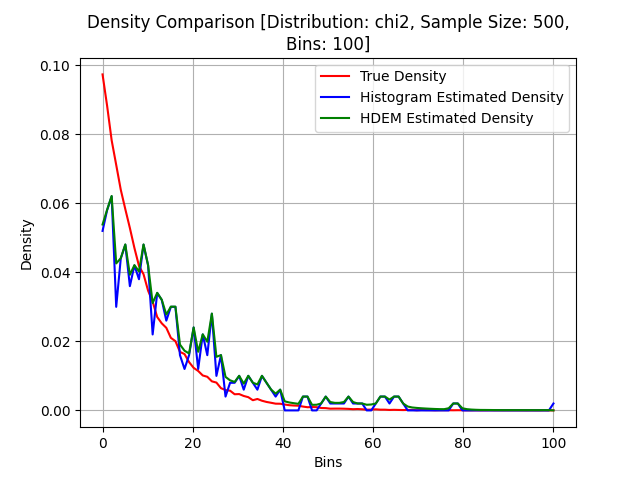 Density Comparison [Distribution: chi2, Sample Size: 500,
Bins: 100]
True Density
Histogram Estimated Density
HDEM Estimated Density
Density
0.10
0.08
0.06
0.04
0.02
0.00
0 20 40 60 80 100
Bins